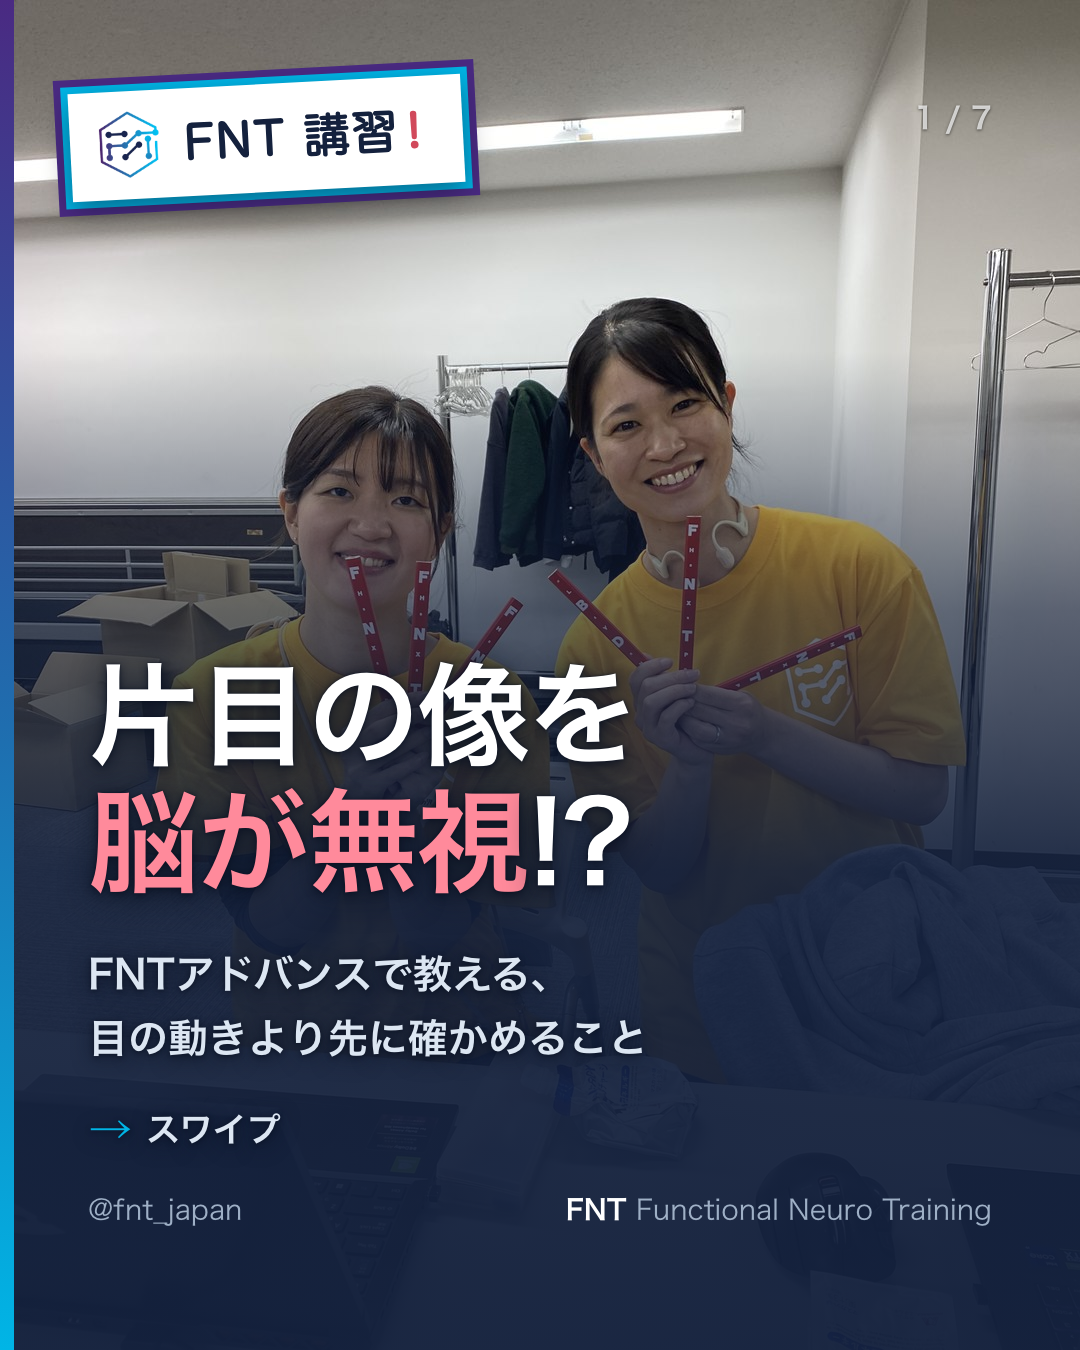 FNT 講習!
1 / 7
片目の像を
脳が無視!?
FNTアドバンスで教える、
目の動きより先に確かめること
→ スワイプ
@fnt_japan
FNT Functional Neuro Training